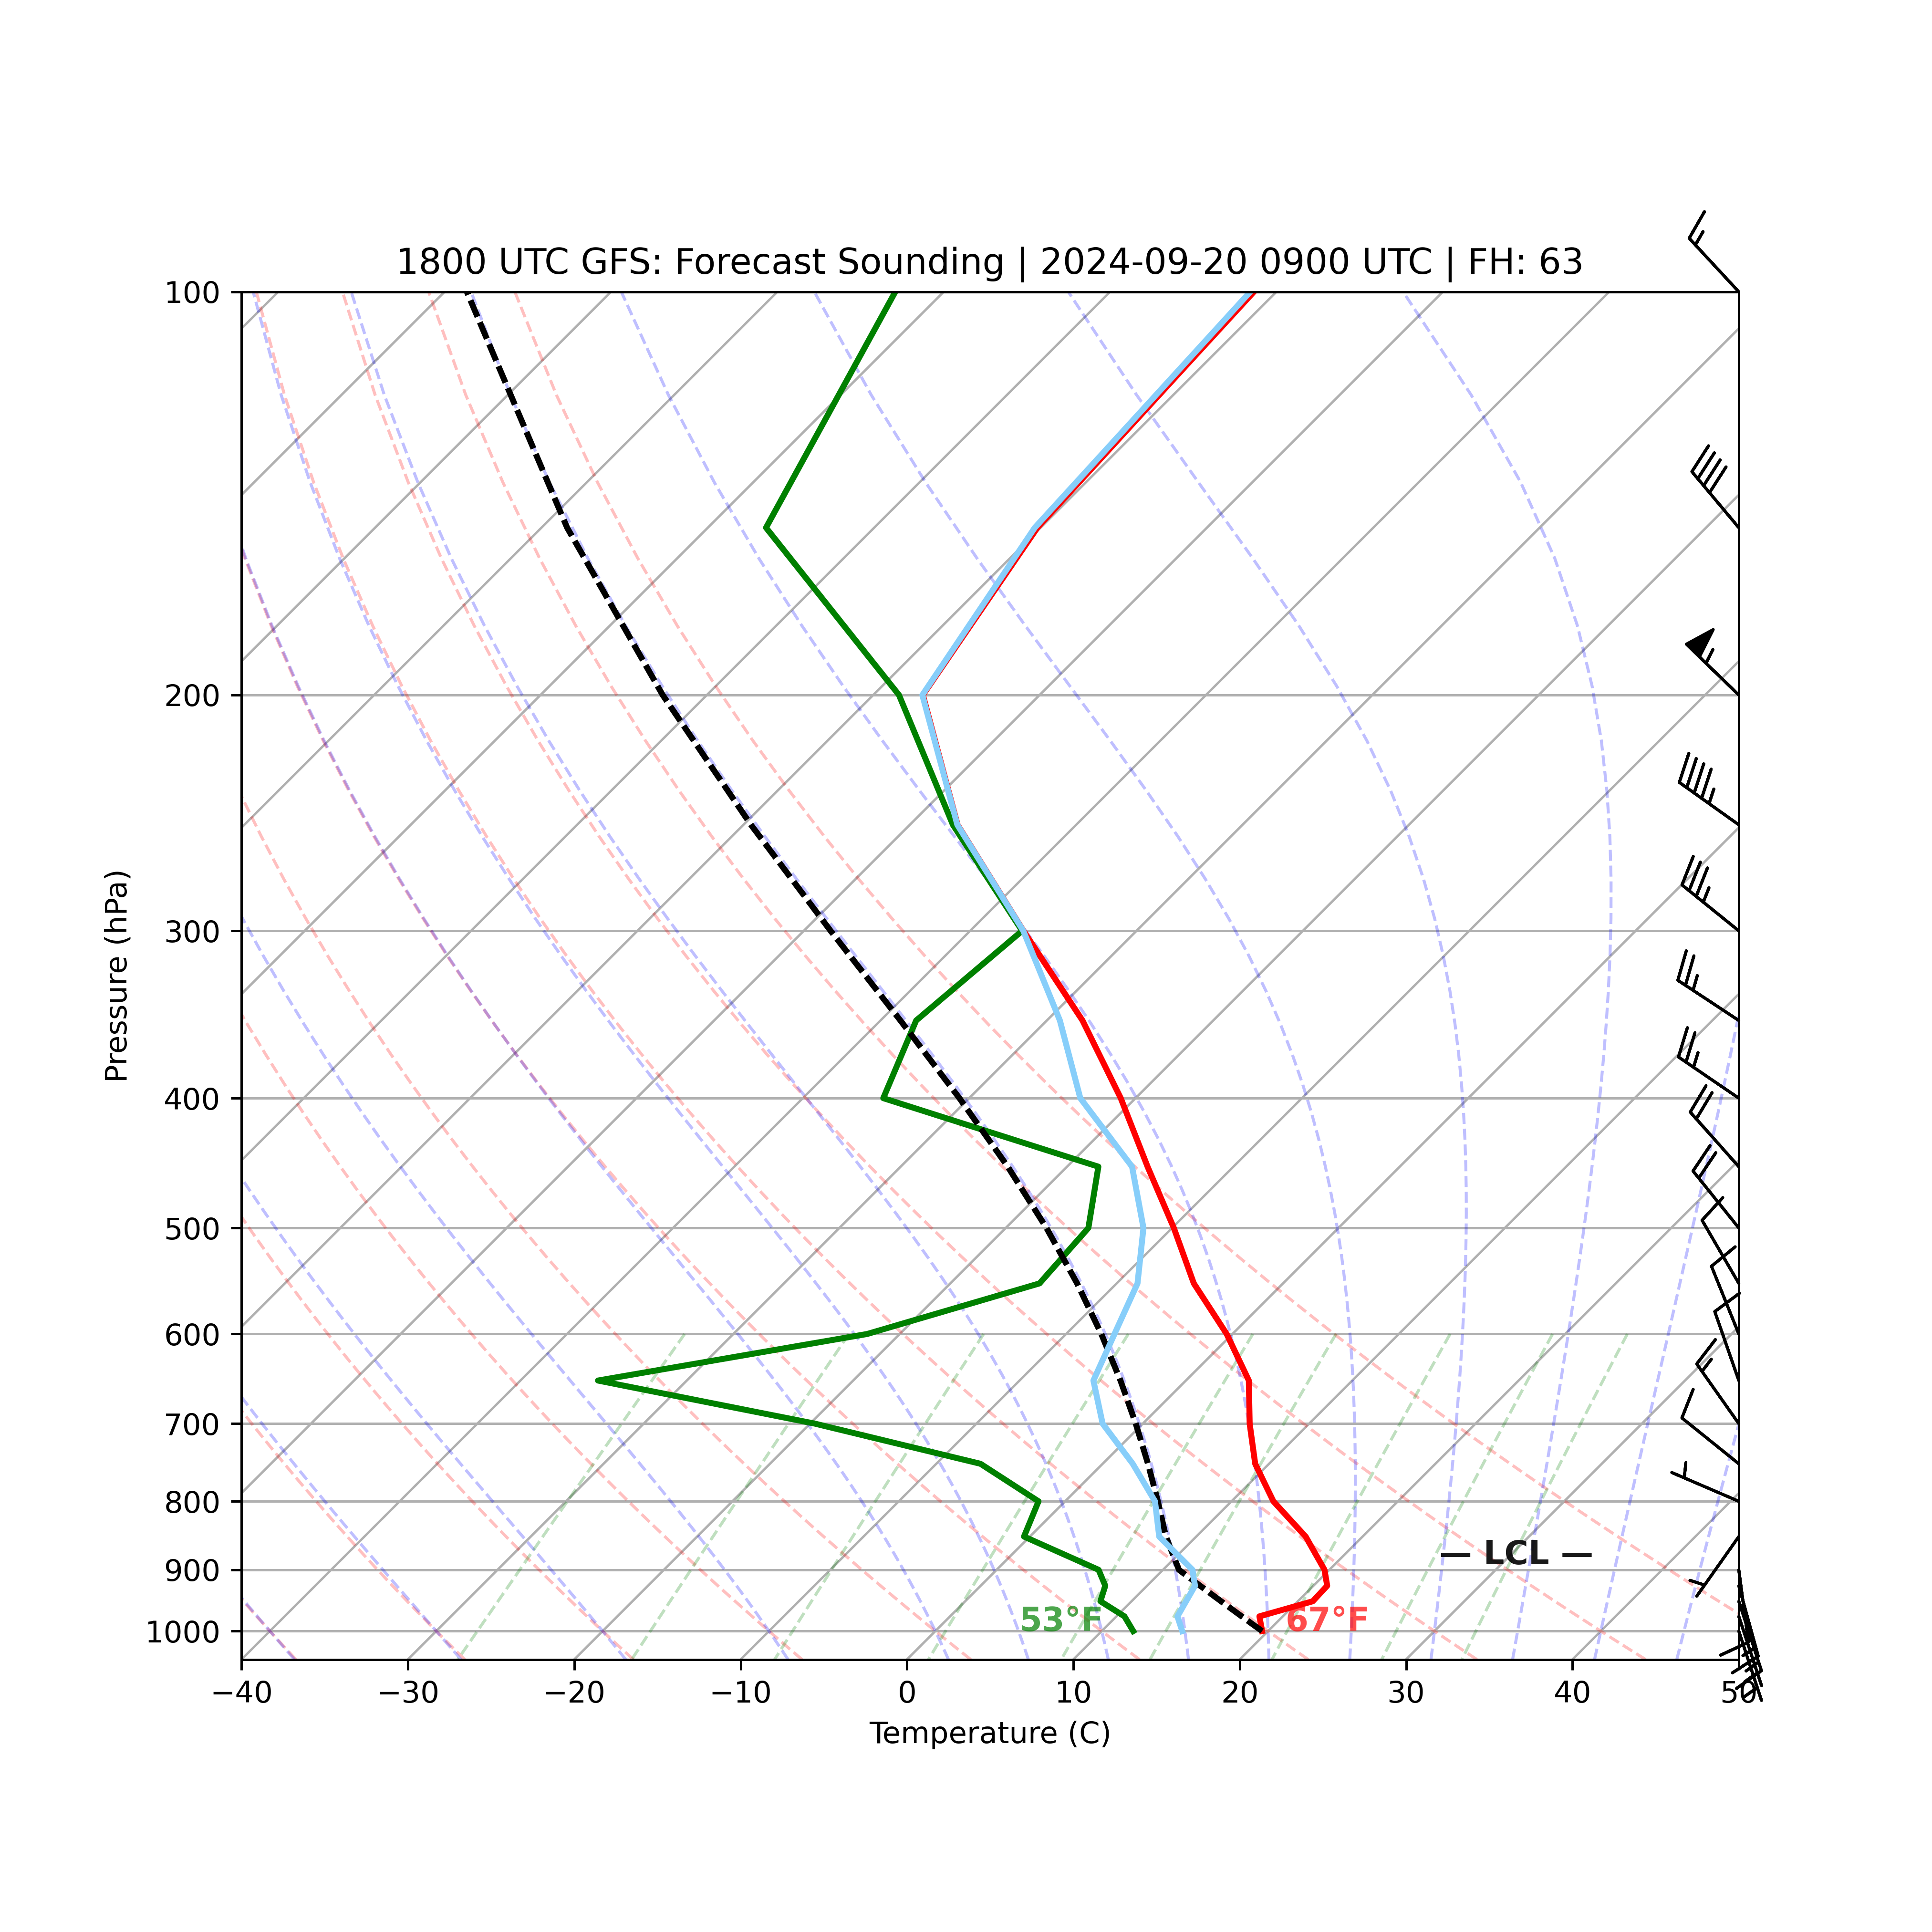 1800 UTC GFS: Forecast Sounding | 2024-09-20 0900 UTC | FH: 63
100
200
300
400
500
600
700
800
900
1000
Pressure (hPa)
— LCL —
53°F
67°F
−40 −30 −20 −10 0 10 20 30 40 50
Temperature (C)